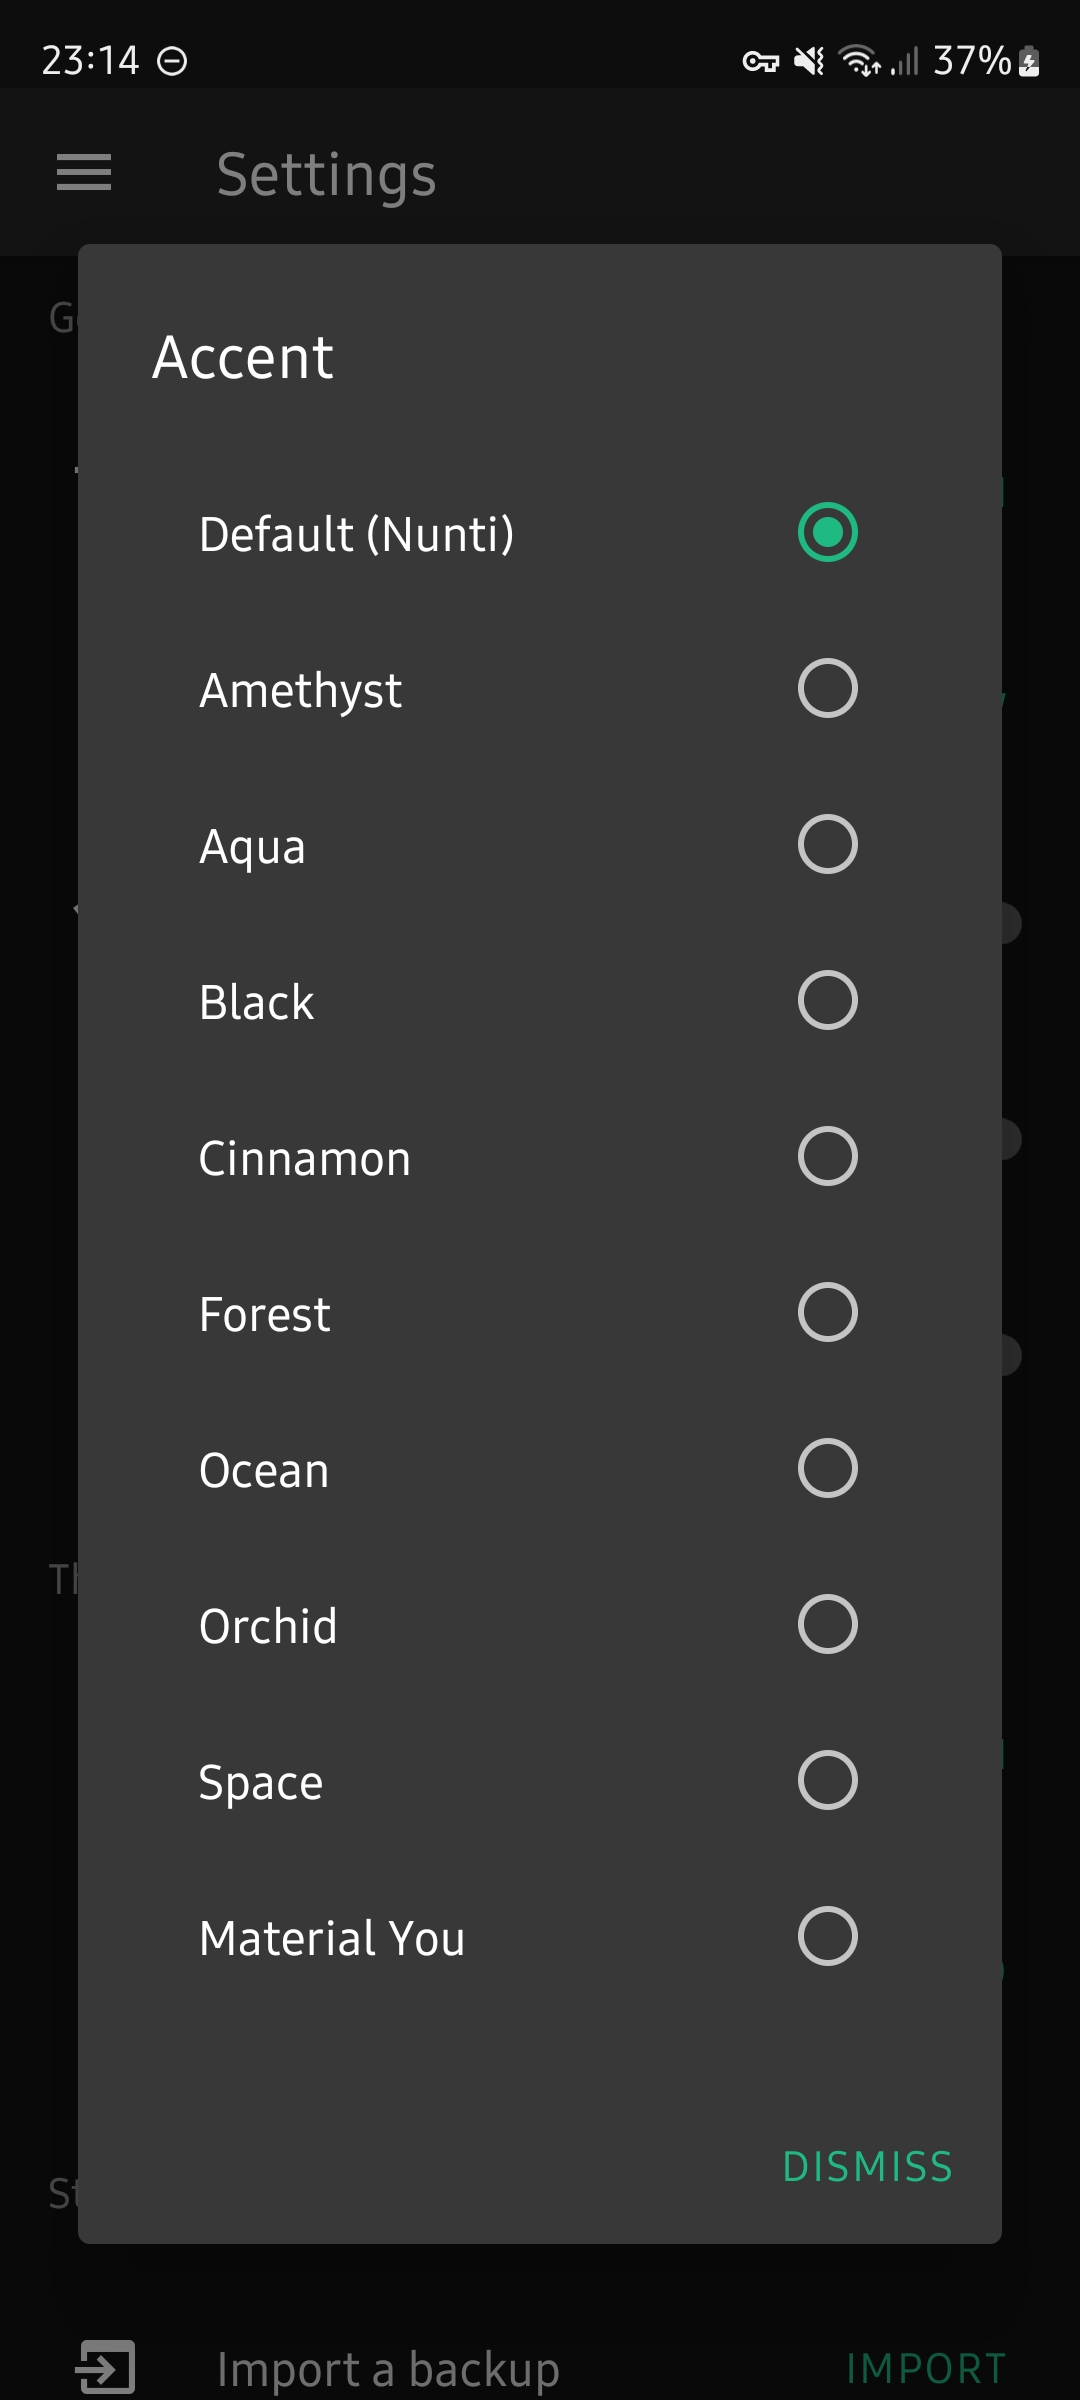 23:14 37%
Settings
Accent
Default (Nunti)
Amethyst
Aqua
Black
Cinnamon
Forest
Ocean
Orchid
Space
Material You
DISMISS
Import a backup IMPORT